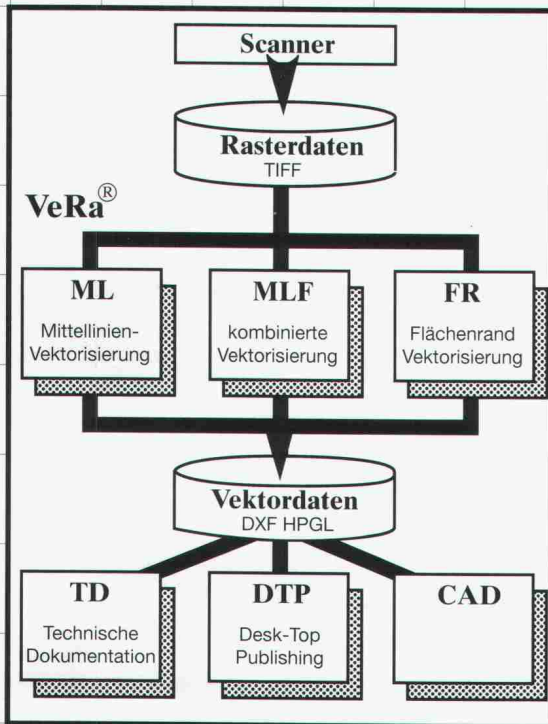 Scanner
Rasterdaten
TIFF
VeRa®
ML
Mittellinien-
Vektorisierung
MLF
kombinierte
Vektorisierung
FR
Flächenrand
Vektorisierung
Vektordaten
DXF HPGL
TD
Technische
Dokumentation
DTP
Desk-Top
Publishing
CAD